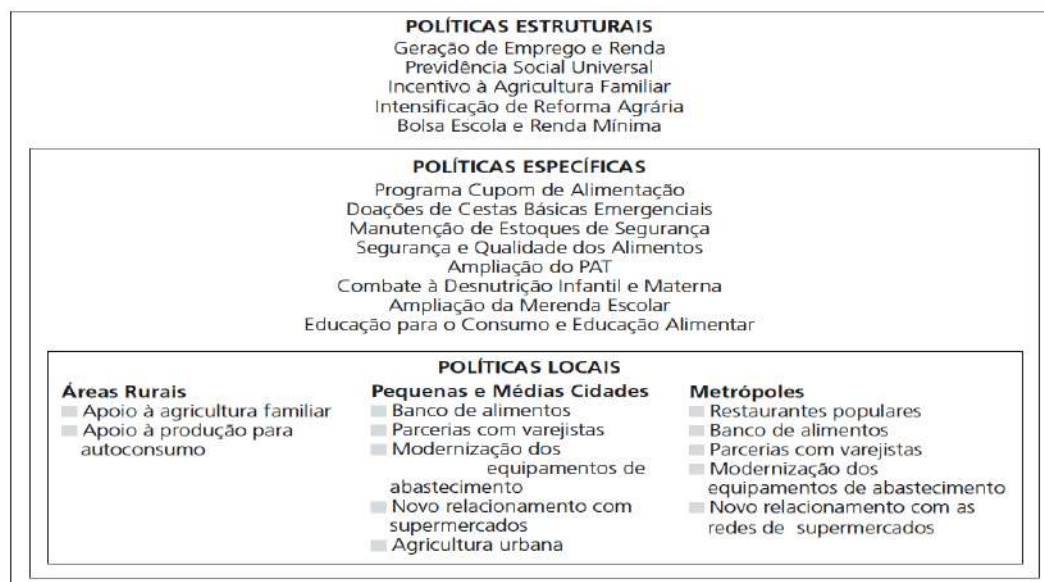 POLÍTICAS ESTRUTURAIS
Geração de Emprego e Renda
Previdência Social Universal
Incentivo à Agricultura Familiar
Intensificação de Reforma Agrária
Bolsa Escola e Renda Mínima
POLÍTICAS ESPECÍFICAS
Programa Cupom de Alimentação
Doações de Cestas Básicas Emergenciais
Manutenção de Estoques de Segurança
Segurança e Qualidade dos Alimentos
Ampliação do PAT
Combate à Desnutrição Infantil e Materna
Ampliação da Merenda Escolar
Educação para o Consumo e Educação Alimentar
POLÍTICAS LOCAIS
Áreas Rurais
Apoio à agricultura familiar
Apoio à produção para
autoconsumo
Pequenas e Médias Cidades
Banco de alimentos
Parcerias com varejistas
Modernização dos
equipamentos de
abastecimento
Novo relacionamento com
supermercados
Agricultura urbana
Metrópoles
Restaurantes populares
Banco de alimentos
Parcerias com varejistas
Modernização dos
equipamentos de abastecimento
Novo relacionamento com as
redes de supermercados